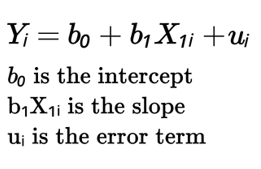 Yᵢ = b₀ + b₁X₁ᵢ + uᵢ
b₀ is the intercept
b₁X₁ᵢ is the slope
uᵢ is the error term